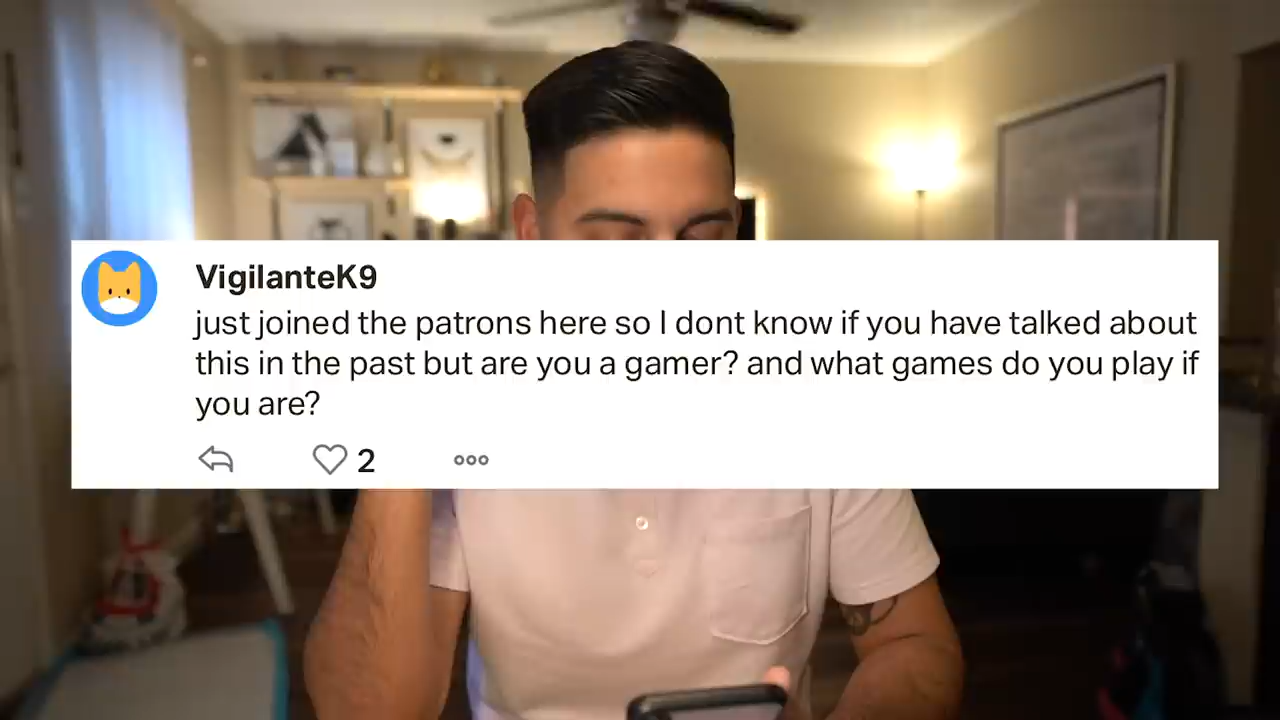 VigilanteK9
just joined the patrons here so I dont know if you have talked about
this in the past but are you a gamer? and what games do you play if
you are?
2